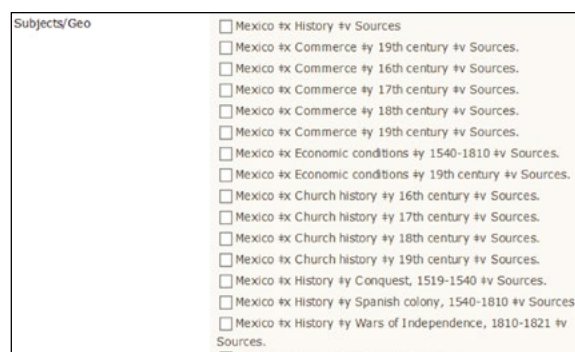 Subjects/Geo
Mexico ‡x History ‡v Sources
Mexico ‡x Commerce ‡y 19th century ‡v Sources.
Mexico ‡x Commerce ‡y 16th century ‡v Sources.
Mexico ‡x Commerce ‡y 17th century ‡v Sources.
Mexico ‡x Commerce ‡y 18th century ‡v Sources.
Mexico ‡x Commerce ‡y 19th century ‡v Sources.
Mexico ‡x Economic conditions ‡y 1540-1810 ‡v Sources.
Mexico ‡x Economic conditions ‡y 19th century ‡v Sources.
Mexico ‡x Church history ‡y 16th century ‡v Sources.
Mexico ‡x Church history ‡y 17th century ‡v Sources.
Mexico ‡x Church history ‡y 18th century ‡v Sources.
Mexico ‡x Church history ‡y 19th century ‡v Sources.
Mexico ‡x History ‡y Conquest, 1519-1540 ‡v Sources.
Mexico ‡x History ‡y Spanish colony, 1540-1810 ‡v Sources
Mexico ‡x History ‡y Wars of Independence, 1810-1821 ‡v
Sources.